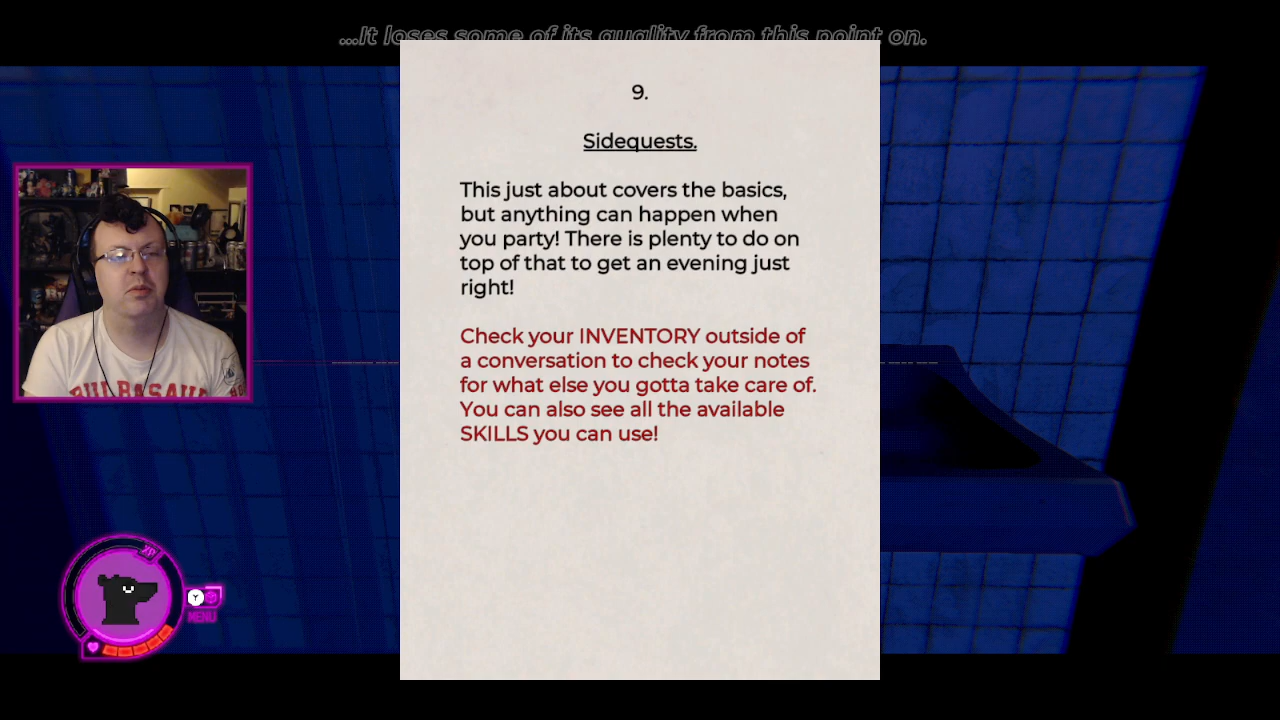 ...It loses some of its quality from this point on.
9.
Sidequests.
This just about covers the basics,
but anything can happen when
you party! There is plenty to do on
top of that to get an evening just
right!
Check your INVENTORY outside of
a conversation to check your notes
for what else you gotta take care of.
You can also see all the available
SKILLS you can use!
BULBASAUR
XP
Y
MENU